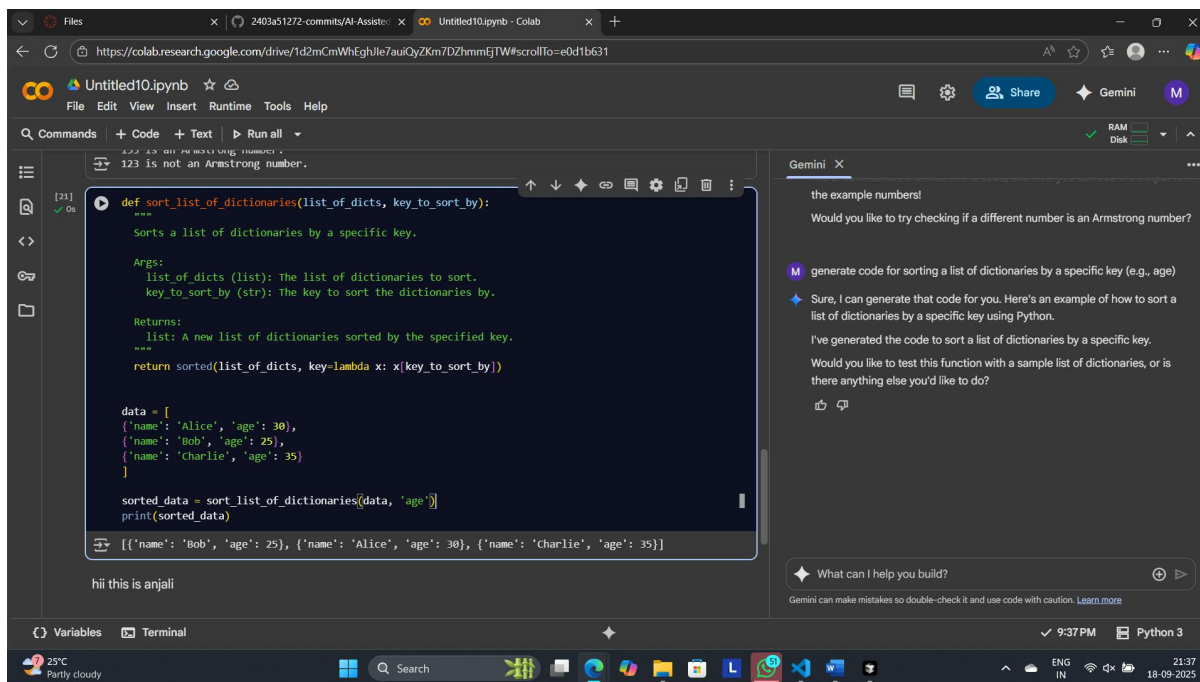 Files
2403a51272-commits/AI-Assisted
Untitled10.ipynb - Colab
https://colab.research.google.com/drive/1d2mCmWhEghJIe7auiQyZKm7DZhmmEjTW#scrollTo=e0d1b631
Untitled10.ipynb
File Edit View Insert Runtime Tools Help
Share
Gemini
M
Commands + Code + Text Run all
RAM
Disk
153 is an Armstrong number.
123 is not an Armstrong number.
[21]
0s
def sort_list_of_dictionaries(list_of_dicts, key_to_sort_by):
"""
Sorts a list of dictionaries by a specific key.
Args:
list_of_dicts (list): The list of dictionaries to sort.
key_to_sort_by (str): The key to sort the dictionaries by.
Returns:
list: A new list of dictionaries sorted by the specified key.
"""
return sorted(list_of_dicts, key=lambda x: x[key_to_sort_by])
data = [
{'name': 'Alice', 'age': 30},
{'name': 'Bob', 'age': 25},
{'name': 'Charlie', 'age': 35}
]
sorted_data = sort_list_of_dictionaries(data, 'age')
print(sorted_data)
[{'name': 'Bob', 'age': 25}, {'name': 'Alice', 'age': 30}, {'name': 'Charlie', 'age': 35}]
hii this is anjali
Gemini
the example numbers!
Would you like to try checking if a different number is an Armstrong number?
M
generate code for sorting a list of dictionaries by a specific key (e.g., age)
Sure, I can generate that code for you. Here's an example of how to sort a
list of dictionaries by a specific key using Python.
I've generated the code to sort a list of dictionaries by a specific key.
Would you like to test this function with a sample list of dictionaries, or is
there anything else you'd like to do?
What can I help you build?
Gemini can make mistakes so double-check it and use code with caution. Learn more
Variables Terminal
9:37 PM Python 3
7
25°C
Partly cloudy
Search
L
51
ENG
IN
21:37
18-09-2025